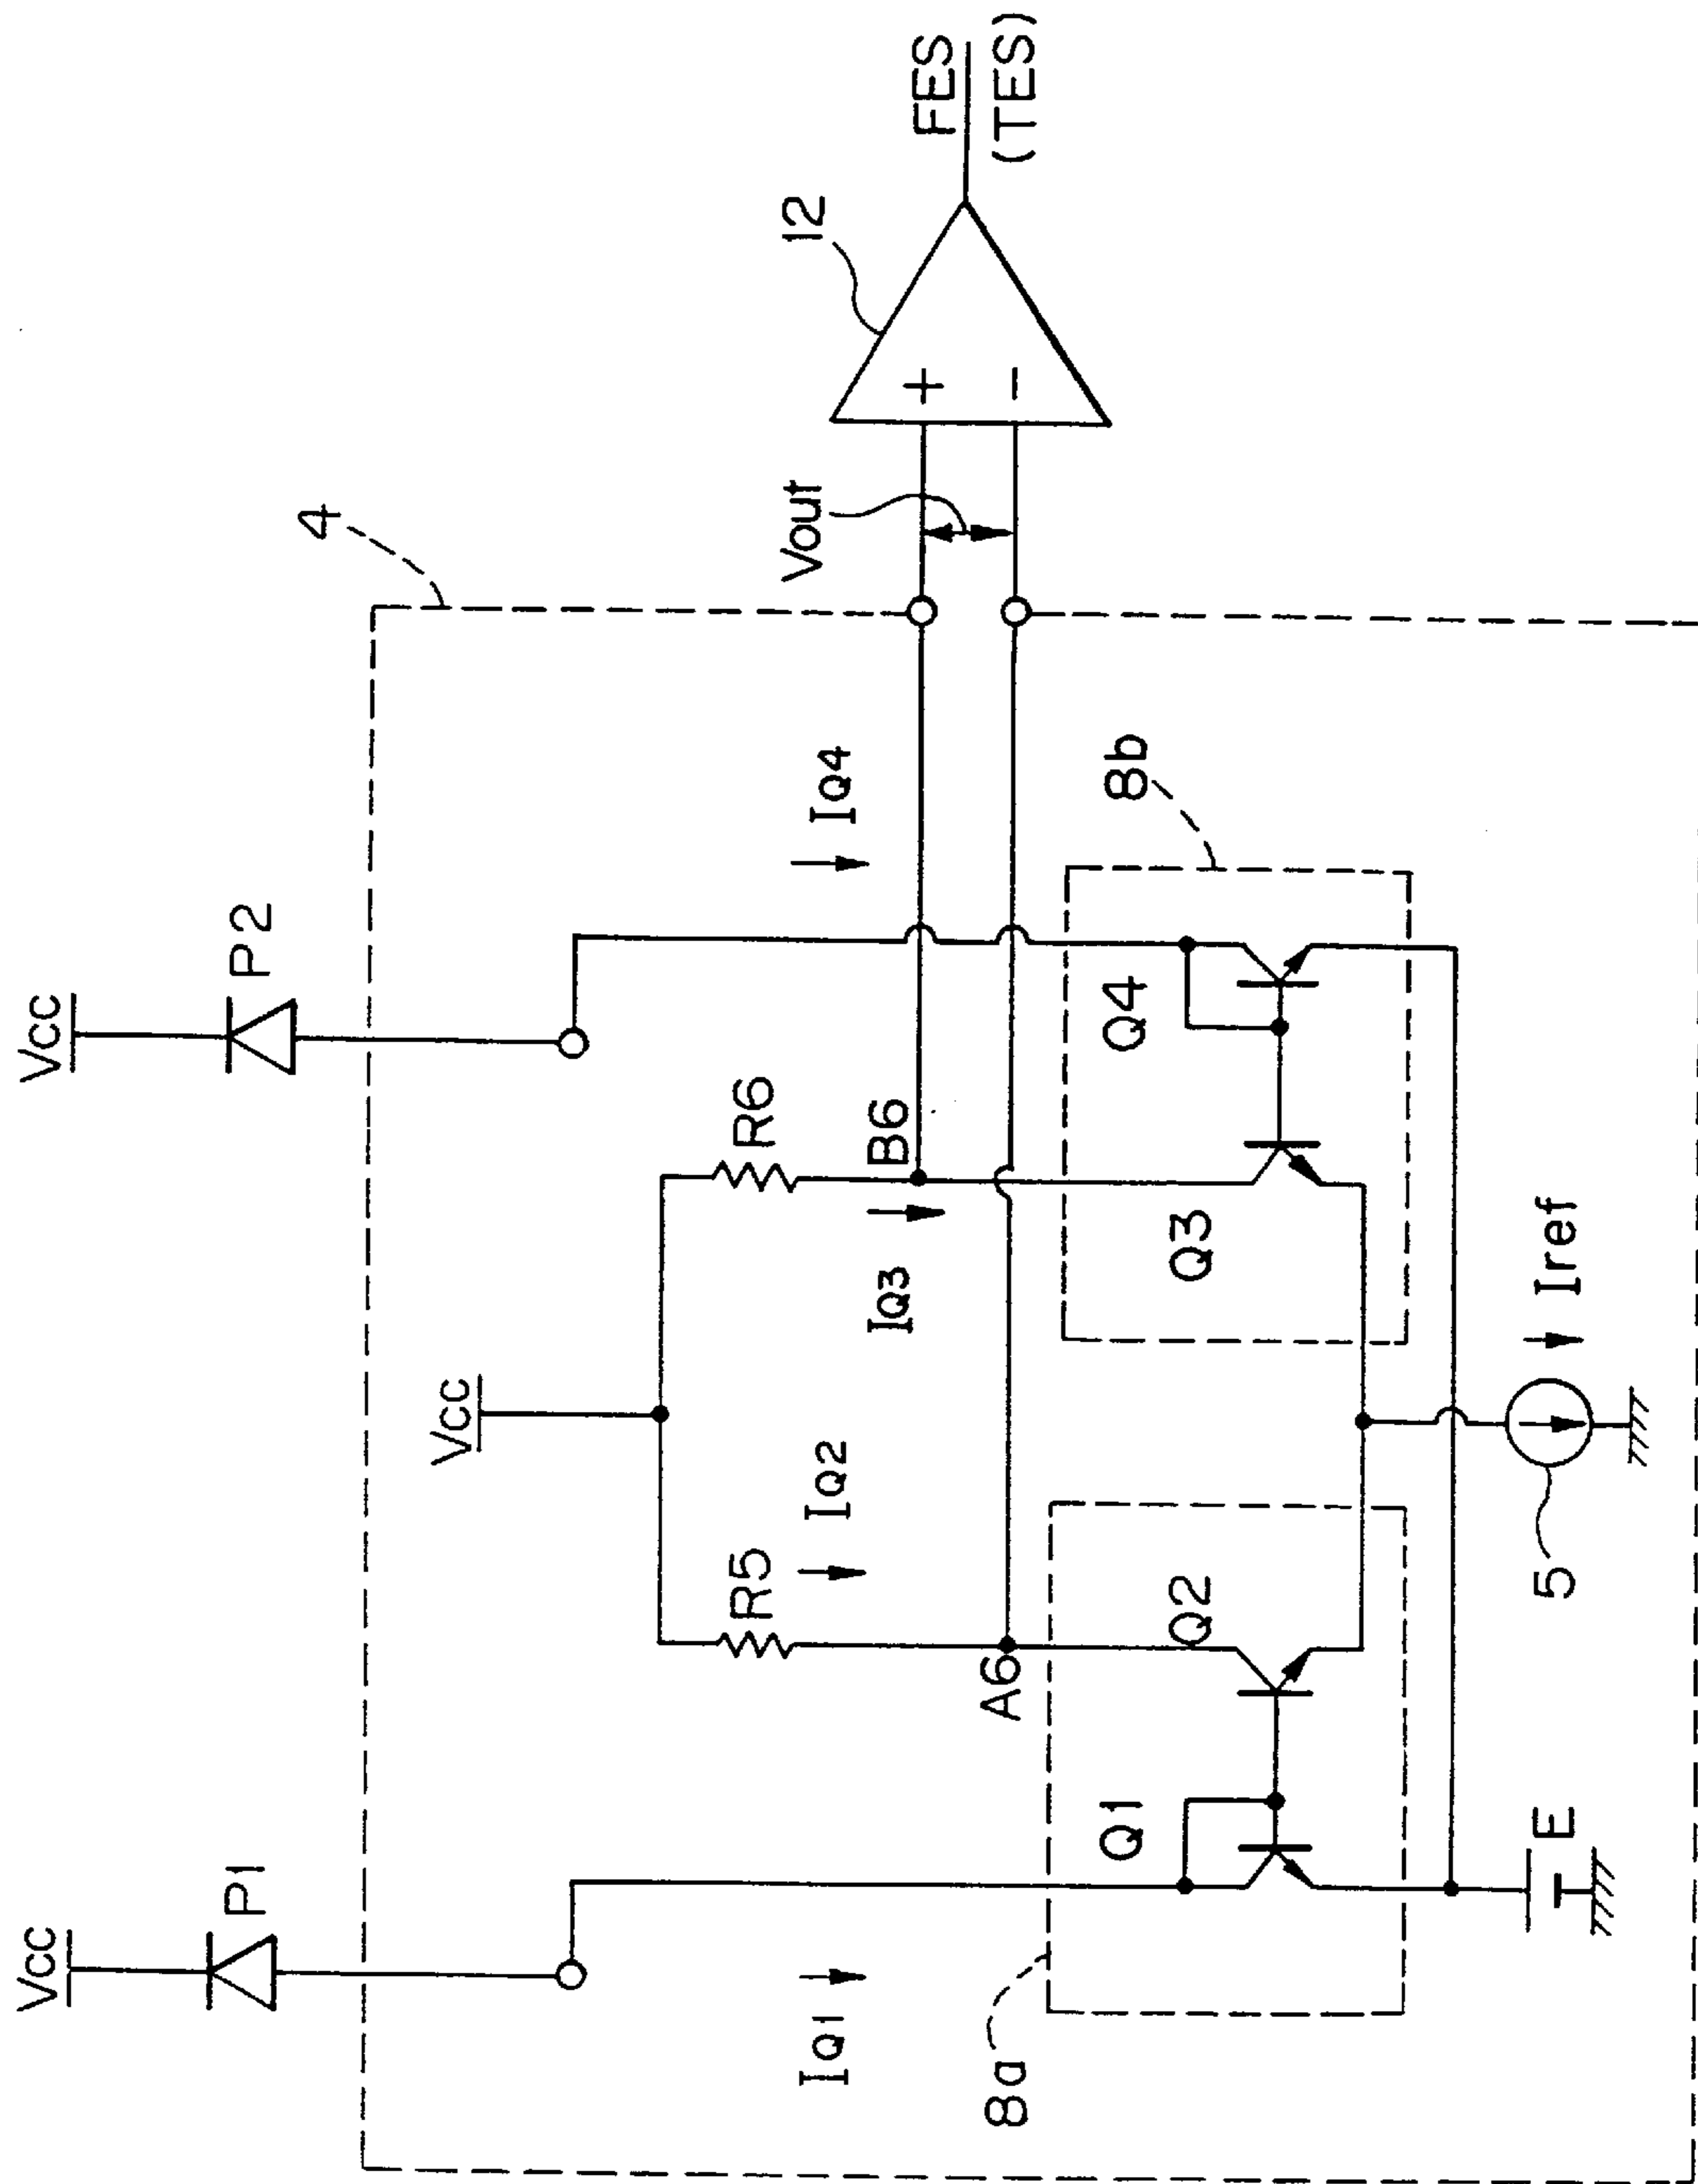 Vcc
P1
Vcc
P2
4
Vcc
R5
R6
IQ1
IQ2
IQ3
IQ4
A6
B6
Vout
12
+
−
FES
(TES)
8a
Q1
Q2
Q3
Q4
8b
E
5
Iref